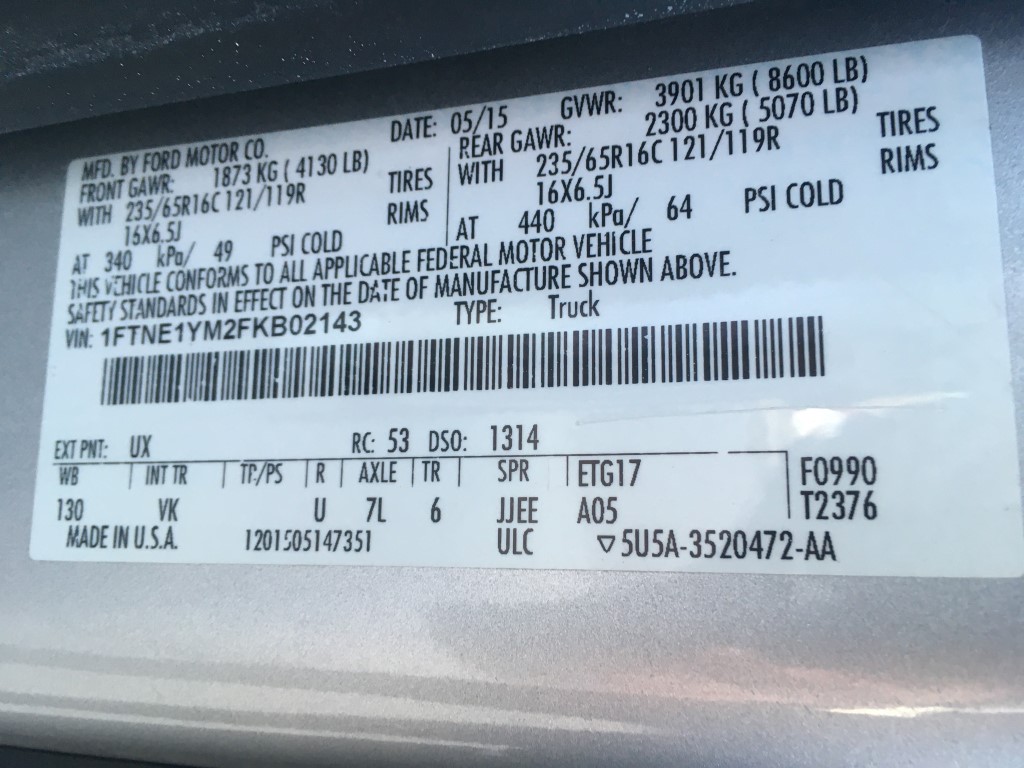 MFD. BY FORD MOTOR CO. DATE: 05/15 GVWR: 3901 KG ( 8600 LB)
FRONT GAWR: 1873 KG ( 4130 LB) REAR GAWR: 2300 KG ( 5070 LB)
WITH 235/65R16C 121/119R TIRES WITH 235/65R16C 121/119R TIRES
16X6.5J RIMS 16X6.5J RIMS
AT 340 kPa/ 49 PSI COLD AT 440 kPa/ 64 PSI COLD
THIS VEHICLE CONFORMS TO ALL APPLICABLE FEDERAL MOTOR VEHICLE
SAFETY STANDARDS IN EFFECT ON THE DATE OF MANUFACTURE SHOWN ABOVE.
VIN: 1FTNE1YM2FKB02143 TYPE: Truck
EXT PNT: UX RC: 53 DSO: 1314
WB INT TR TP/PS R AXLE TR SPR ETG17 F0990
130 VK U 7L 6 JJEE A05 T2376
MADE IN U.S.A. 1201505147351 ULC ▽5U5A-3520472-AA